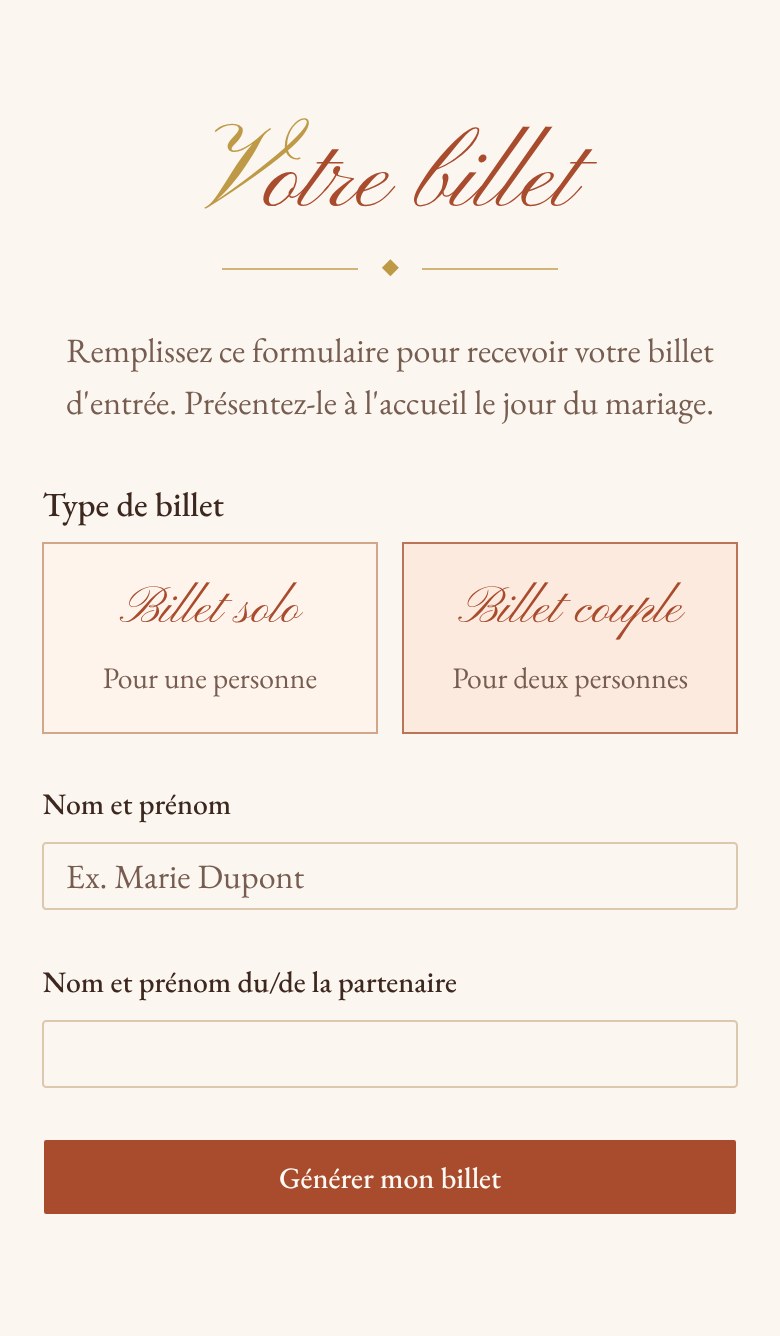 Votre billet
Remplissez ce formulaire pour recevoir votre billet
d'entrée. Présentez-le à l'accueil le jour du mariage.
Type de billet
Billet solo
Pour une personne
Billet couple
Pour deux personnes
Nom et prénom
Ex. Marie Dupont
Nom et prénom du/de la partenaire
Générer mon billet